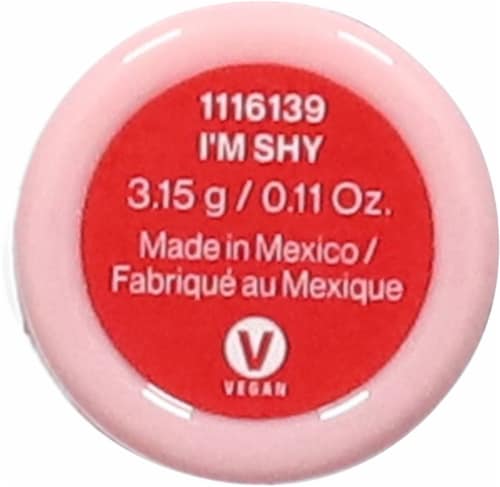 1116139
I'M SHY
3.15 g / 0.11 Oz.
Made in Mexico /
Fabriqué au Mexique
V
VEGAN